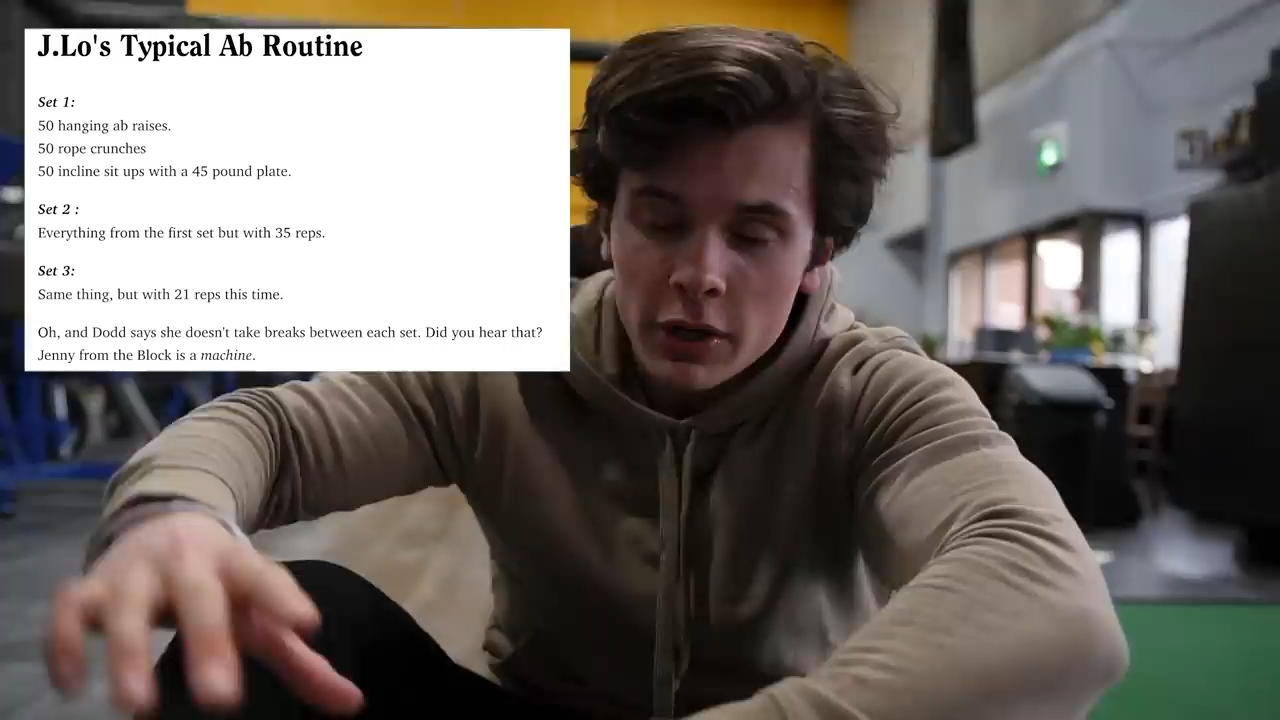 J.Lo's Typical Ab Routine
Set 1:
50 hanging ab raises.
50 rope crunches
50 incline sit ups with a 45 pound plate.
Set 2 :
Everything from the first set but with 35 reps.
Set 3:
Same thing, but with 21 reps this time.
Oh, and Dodd says she doesn't take breaks between each set. Did you hear that?
Jenny from the Block is a machine.